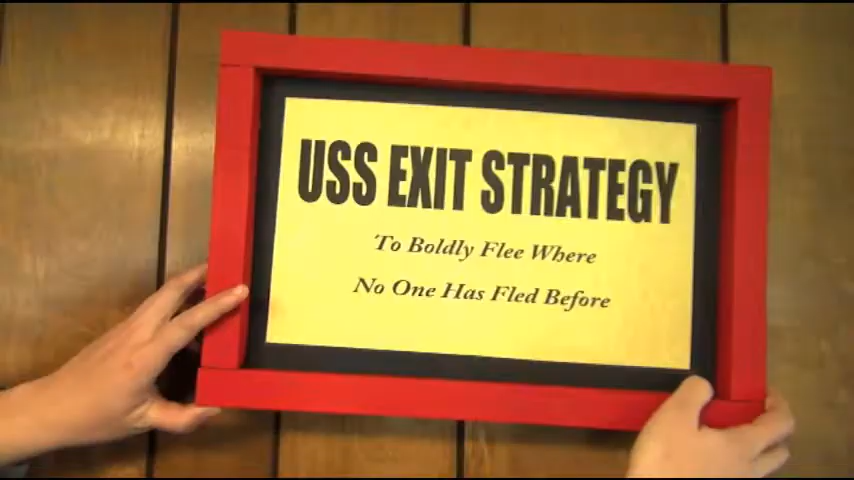 USS EXIT STRATEGY
To Boldly Flee Where
No One Has Fled Before